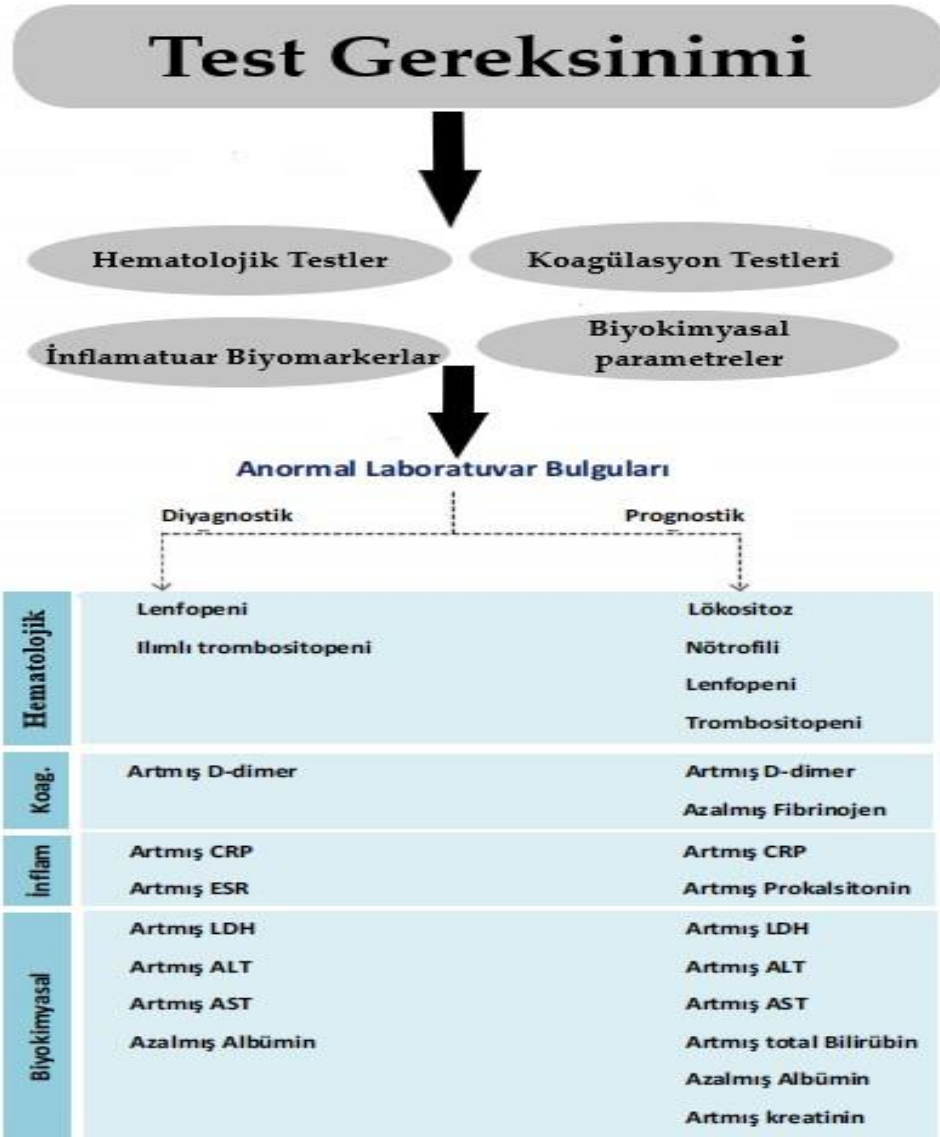 Test Gereksinimi
Hematolojik Testler
Koagülasyon Testleri
İnflamatuar Biyomarkerlar
Biyokimyasal
parametreler
Anormal Laboratuvar Bulguları
Diyagnostik
Prognostik
Hematolojik
Lenfopeni
Ilımlı trombositopeni
Lökositoz
Nötrofili
Lenfopeni
Trombositopeni
Koag.
Artmış D-dimer
Artmış D-dimer
Azalmış Fibrinojen
İnflam
Artmış CRP
Artmış ESR
Artmış CRP
Artmış Prokalsitonin
Biyokimyasal
Artmış LDH
Artmış ALT
Artmış AST
Azalmış Albümin
Artmış LDH
Artmış ALT
Artmış AST
Artmış total Bilirübin
Azalmış Albümin
Artmış kreatinin